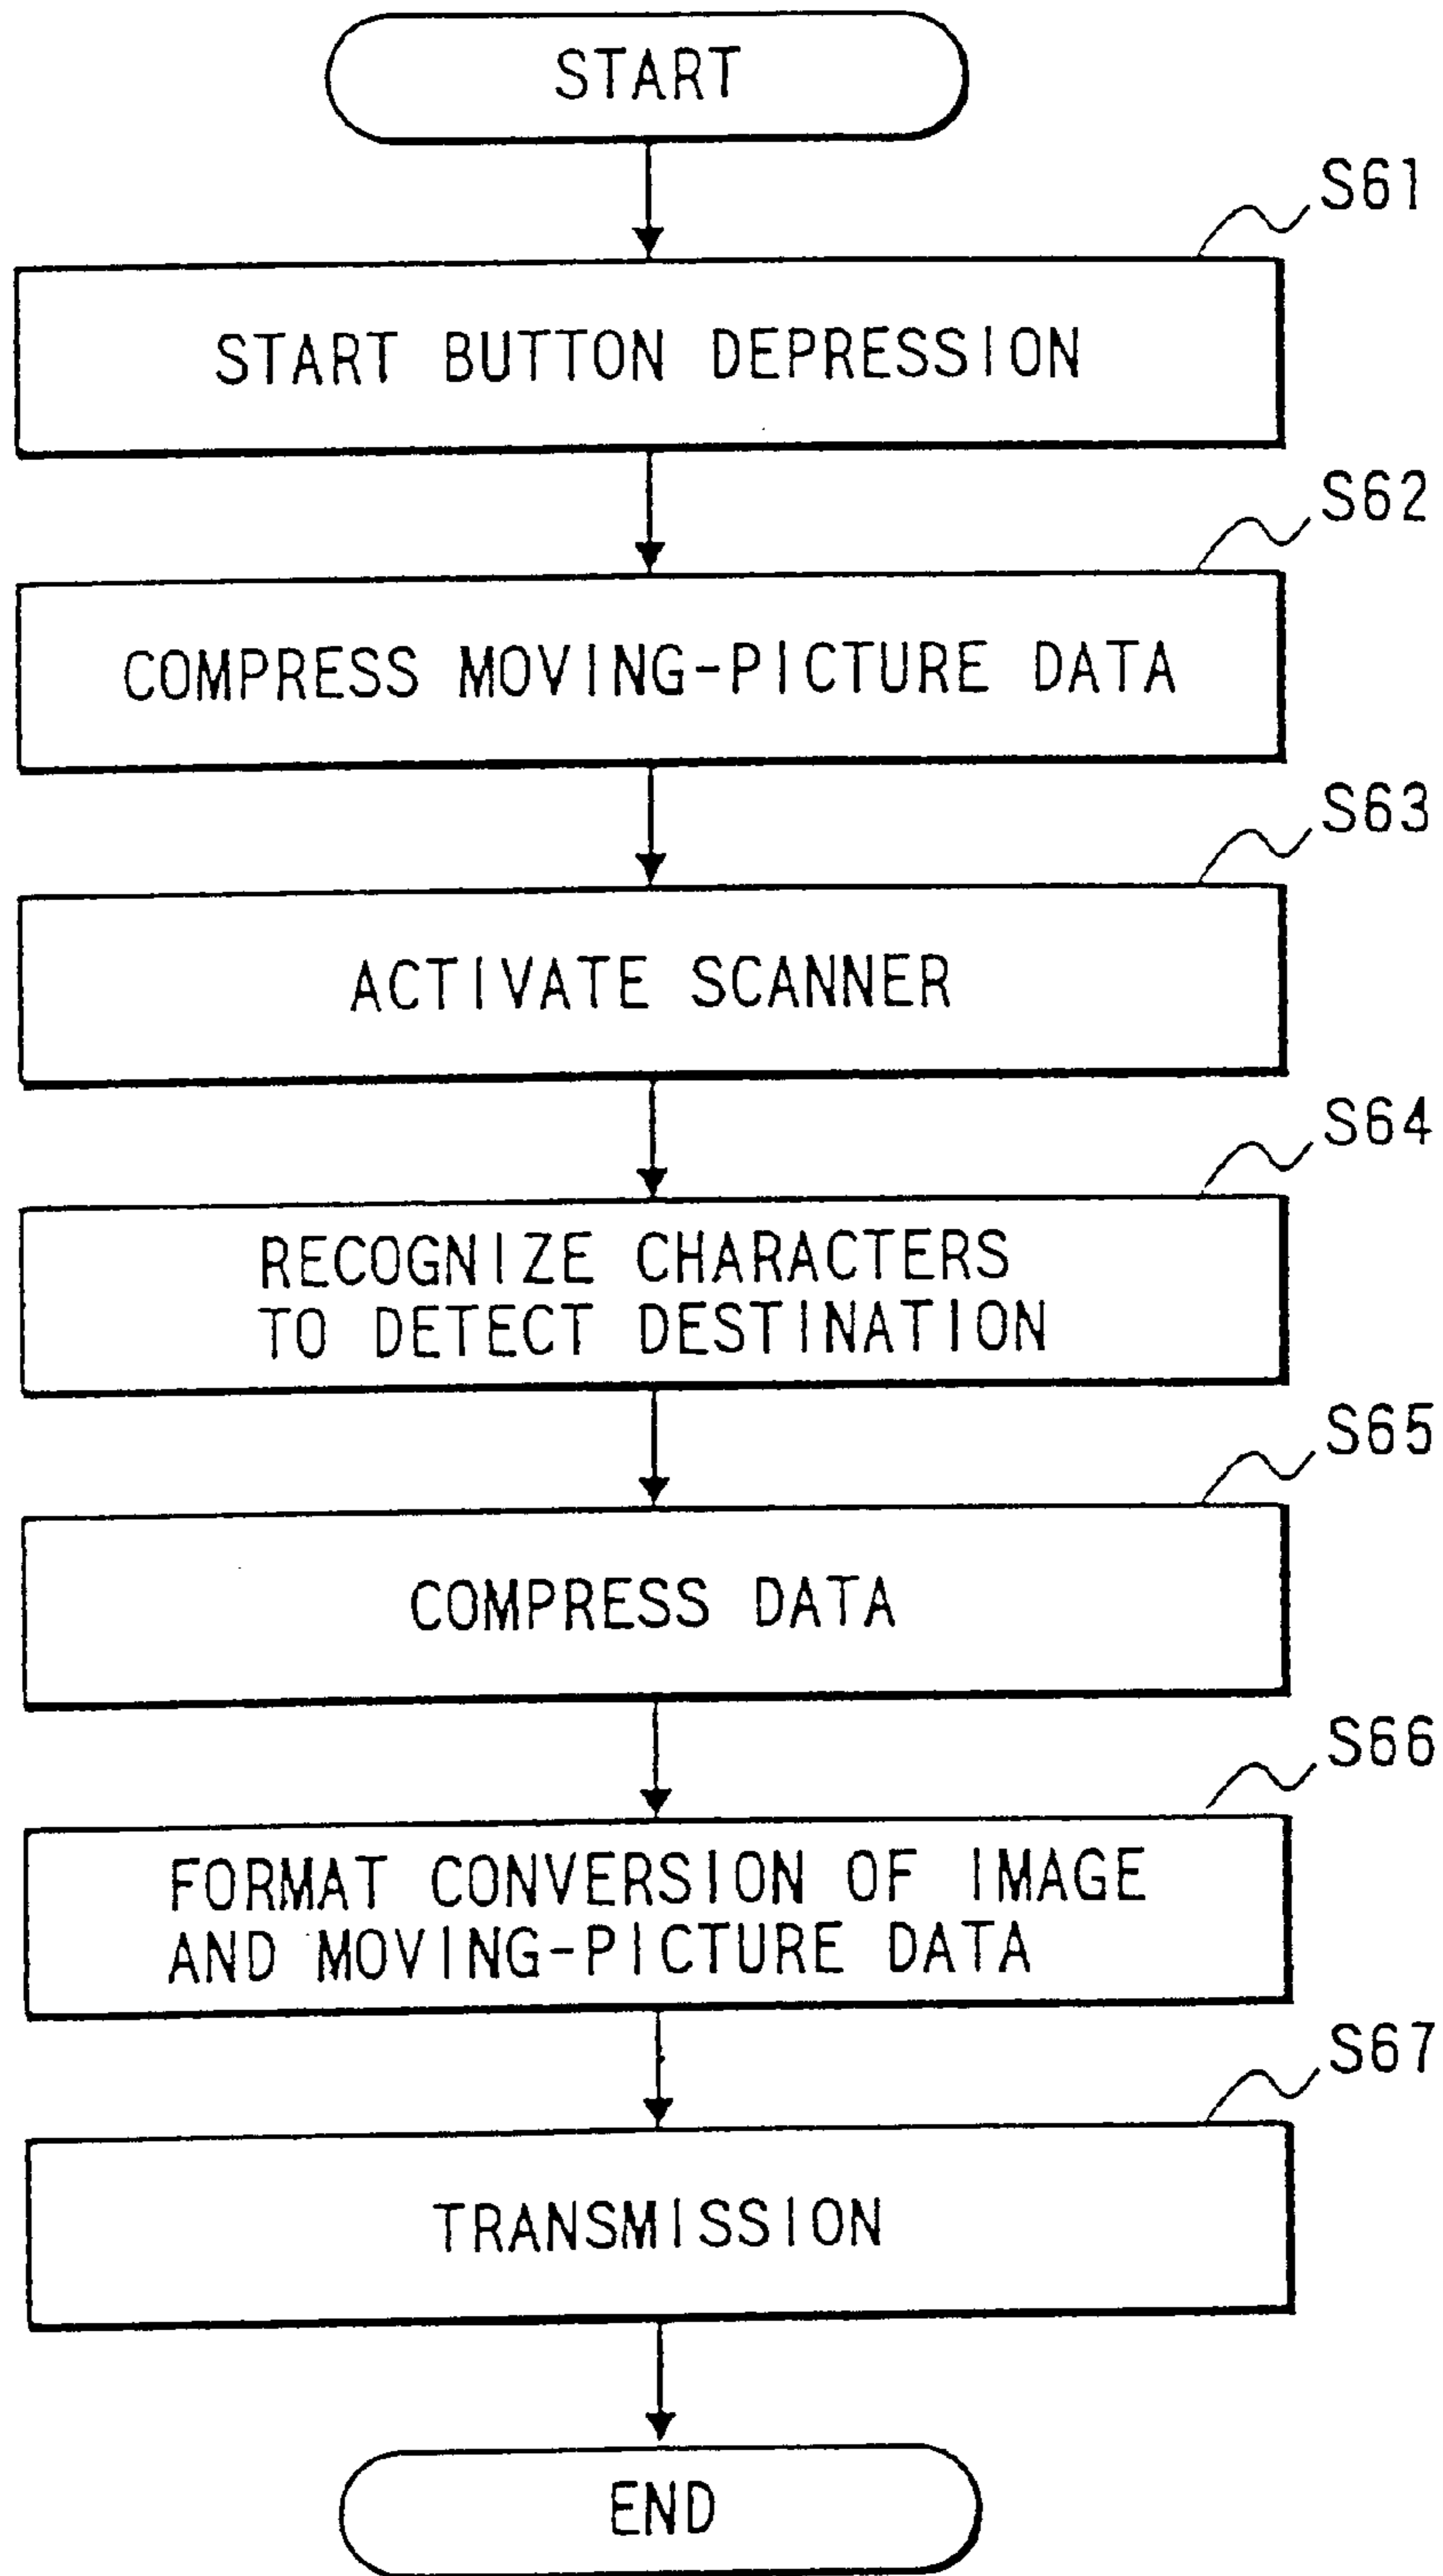 START
S61
START BUTTON DEPRESSION
S62
COMPRESS MOVING-PICTURE DATA
S63
ACTIVATE SCANNER
S64
RECOGNIZE CHARACTERS
TO DETECT DESTINATION
S65
COMPRESS DATA
S66
FORMAT CONVERSION OF IMAGE
AND MOVING-PICTURE DATA
S67
TRANSMISSION
END